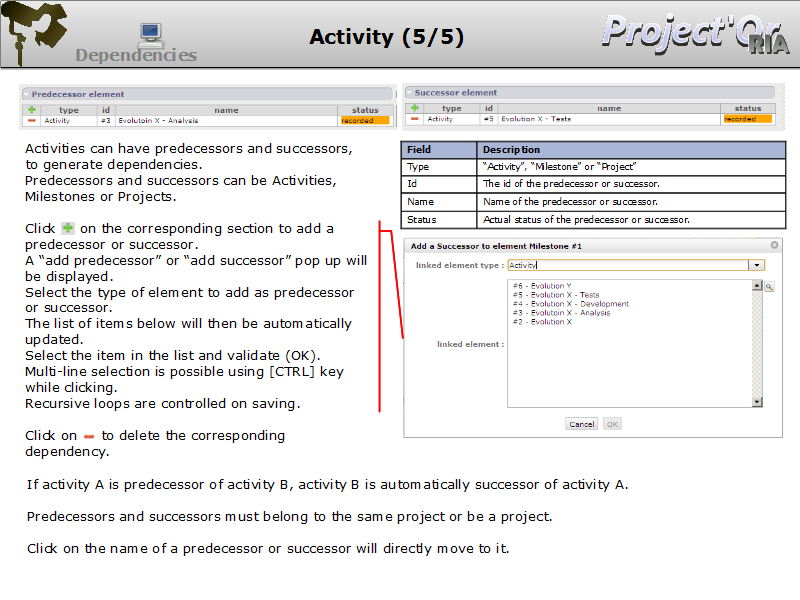 Activity (5/5)
Project'Or
RIA
Dependencies
Predecessor element
type id name status
Activity #3 Evolutoin X - Analysis recorded
Successor element
type id name status
Activity #5 Evolution X - Tests recorded
Activities can have predecessors and successors,
to generate dependencies.
Predecessors and successors can be Activities,
Milestones or Projects.
Click on the corresponding section to add a
predecessor or successor.
A “add predecessor” or “add successor” pop up will
be displayed.
Select the type of element to add as predecessor
or successor.
The list of items below will then be automatically
updated.
Select the item in the list and validate (OK).
Multi-line selection is possible using [CTRL] key
while clicking.
Recursive loops are controlled on saving.
Click on to delete the corresponding
dependency.
Field Description
Type “Activity”, “Milestone” or “Project”
Id The id of the predecessor or successor.
Name Name of the predecessor or successor.
Status Actual status of the predecessor or successor.
Add a Successor to element Milestone #1
linked element type : Activity
#6 - Evolution Y
#5 - Evolution X - Tests
#4 - Evolution X - Development
#3 - Evolutoin X - Analysis
#2 - Evolution X
linked element :
Cancel OK
If activity A is predecessor of activity B, activity B is automatically successor of activity A.
Predecessors and successors must belong to the same project or be a project.
Click on the name of a predecessor or successor will directly move to it.